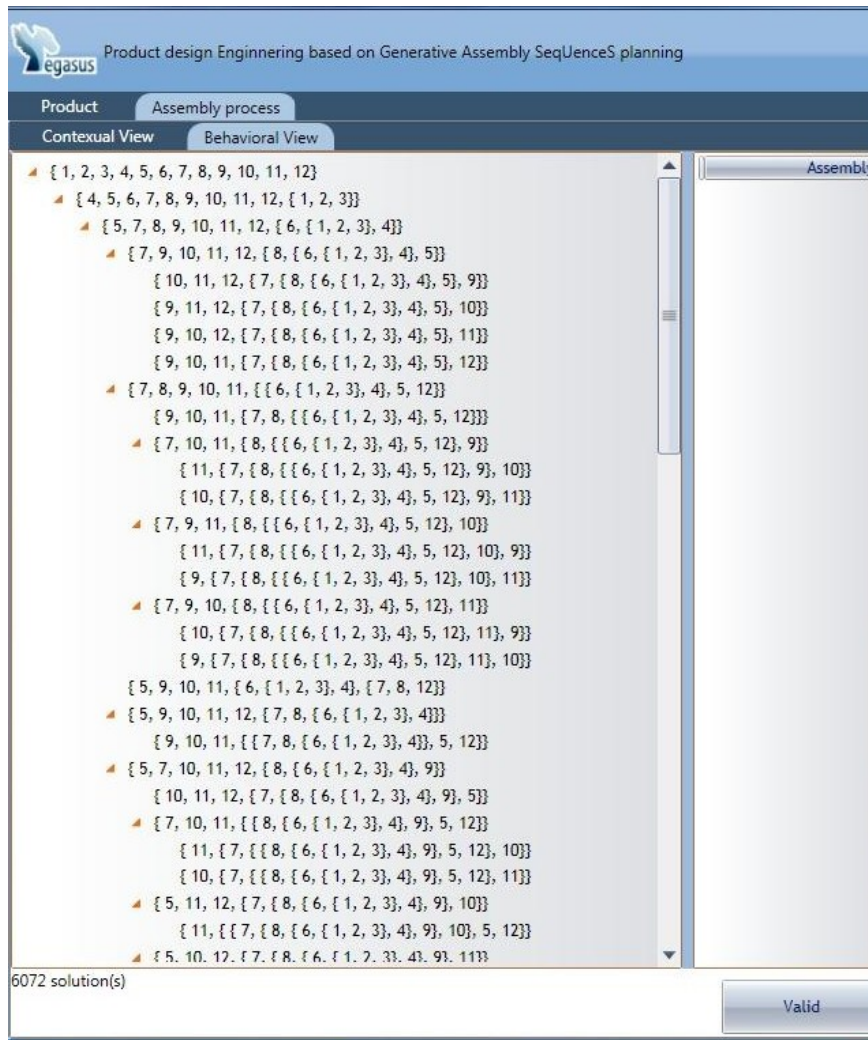 egasus Product design Enginnering based on Generative Assembly SeqUenceS planning
Product Assembly process
Contexual View Behavioral View
{ 1, 2, 3, 4, 5, 6, 7, 8, 9, 10, 11, 12}
{ 4, 5, 6, 7, 8, 9, 10, 11, 12, { 1, 2, 3}}
{ 5, 7, 8, 9, 10, 11, 12, { 6, { 1, 2, 3}, 4}}
{ 7, 9, 10, 11, 12, { 8, { 6, { 1, 2, 3}, 4}, 5}}
{ 10, 11, 12, { 7, { 8, { 6, { 1, 2, 3}, 4}, 5}, 9}}
{ 9, 11, 12, { 7, { 8, { 6, { 1, 2, 3}, 4}, 5}, 10}}
{ 9, 10, 12, { 7, { 8, { 6, { 1, 2, 3}, 4}, 5}, 11}}
{ 9, 10, 11, { 7, { 8, { 6, { 1, 2, 3}, 4}, 5}, 12}}
{ 7, 8, 9, 10, 11, { { 6, { 1, 2, 3}, 4}, 5, 12}}
{ 9, 10, 11, { 7, 8, { { 6, { 1, 2, 3}, 4}, 5, 12}}}
{ 7, 10, 11, { 8, { { 6, { 1, 2, 3}, 4}, 5, 12}, 9}}
{ 11, { 7, { 8, { { 6, { 1, 2, 3}, 4}, 5, 12}, 9}, 10}}
{ 10, { 7, { 8, { { 6, { 1, 2, 3}, 4}, 5, 12}, 9}, 11}}
{ 7, 9, 11, { 8, { { 6, { 1, 2, 3}, 4}, 5, 12}, 10}}
{ 11, { 7, { 8, { { 6, { 1, 2, 3}, 4}, 5, 12}, 10}, 9}}
{ 9, { 7, { 8, { { 6, { 1, 2, 3}, 4}, 5, 12}, 10}, 11}}
{ 7, 9, 10, { 8, { { 6, { 1, 2, 3}, 4}, 5, 12}, 11}}
{ 10, { 7, { 8, { { 6, { 1, 2, 3}, 4}, 5, 12}, 11}, 9}}
{ 9, { 7, { 8, { { 6, { 1, 2, 3}, 4}, 5, 12}, 11}, 10}}
{ 5, 9, 10, 11, { 6, { 1, 2, 3}, 4}, { 7, 8, 12}}
{ 5, 9, 10, 11, 12, { 7, 8, { 6, { 1, 2, 3}, 4}}}
{ 9, 10, 11, { { 7, 8, { 6, { 1, 2, 3}, 4}}, 5, 12}}
{ 5, 7, 10, 11, 12, { 8, { 6, { 1, 2, 3}, 4}, 9}}
{ 10, 11, 12, { 7, { 8, { 6, { 1, 2, 3}, 4}, 9}, 5}}
{ 7, 10, 11, { { 8, { 6, { 1, 2, 3}, 4}, 9}, 5, 12}}
{ 11, { 7, { { 8, { 6, { 1, 2, 3}, 4}, 9}, 5, 12}, 10}}
{ 10, { 7, { { 8, { 6, { 1, 2, 3}, 4}, 9}, 5, 12}, 11}}
{ 5, 11, 12, { 7, { 8, { 6, { 1, 2, 3}, 4}, 9}, 10}}
{ 11, { { 7, { 8, { 6, { 1, 2, 3}, 4}, 9}, 10}, 5, 12}}
{ 5, 10, 12, { 7, { 8, { 6, { 1, 2, 3}, 4}, 9}, 11}}
Assembly
6072 solution(s)
Valid